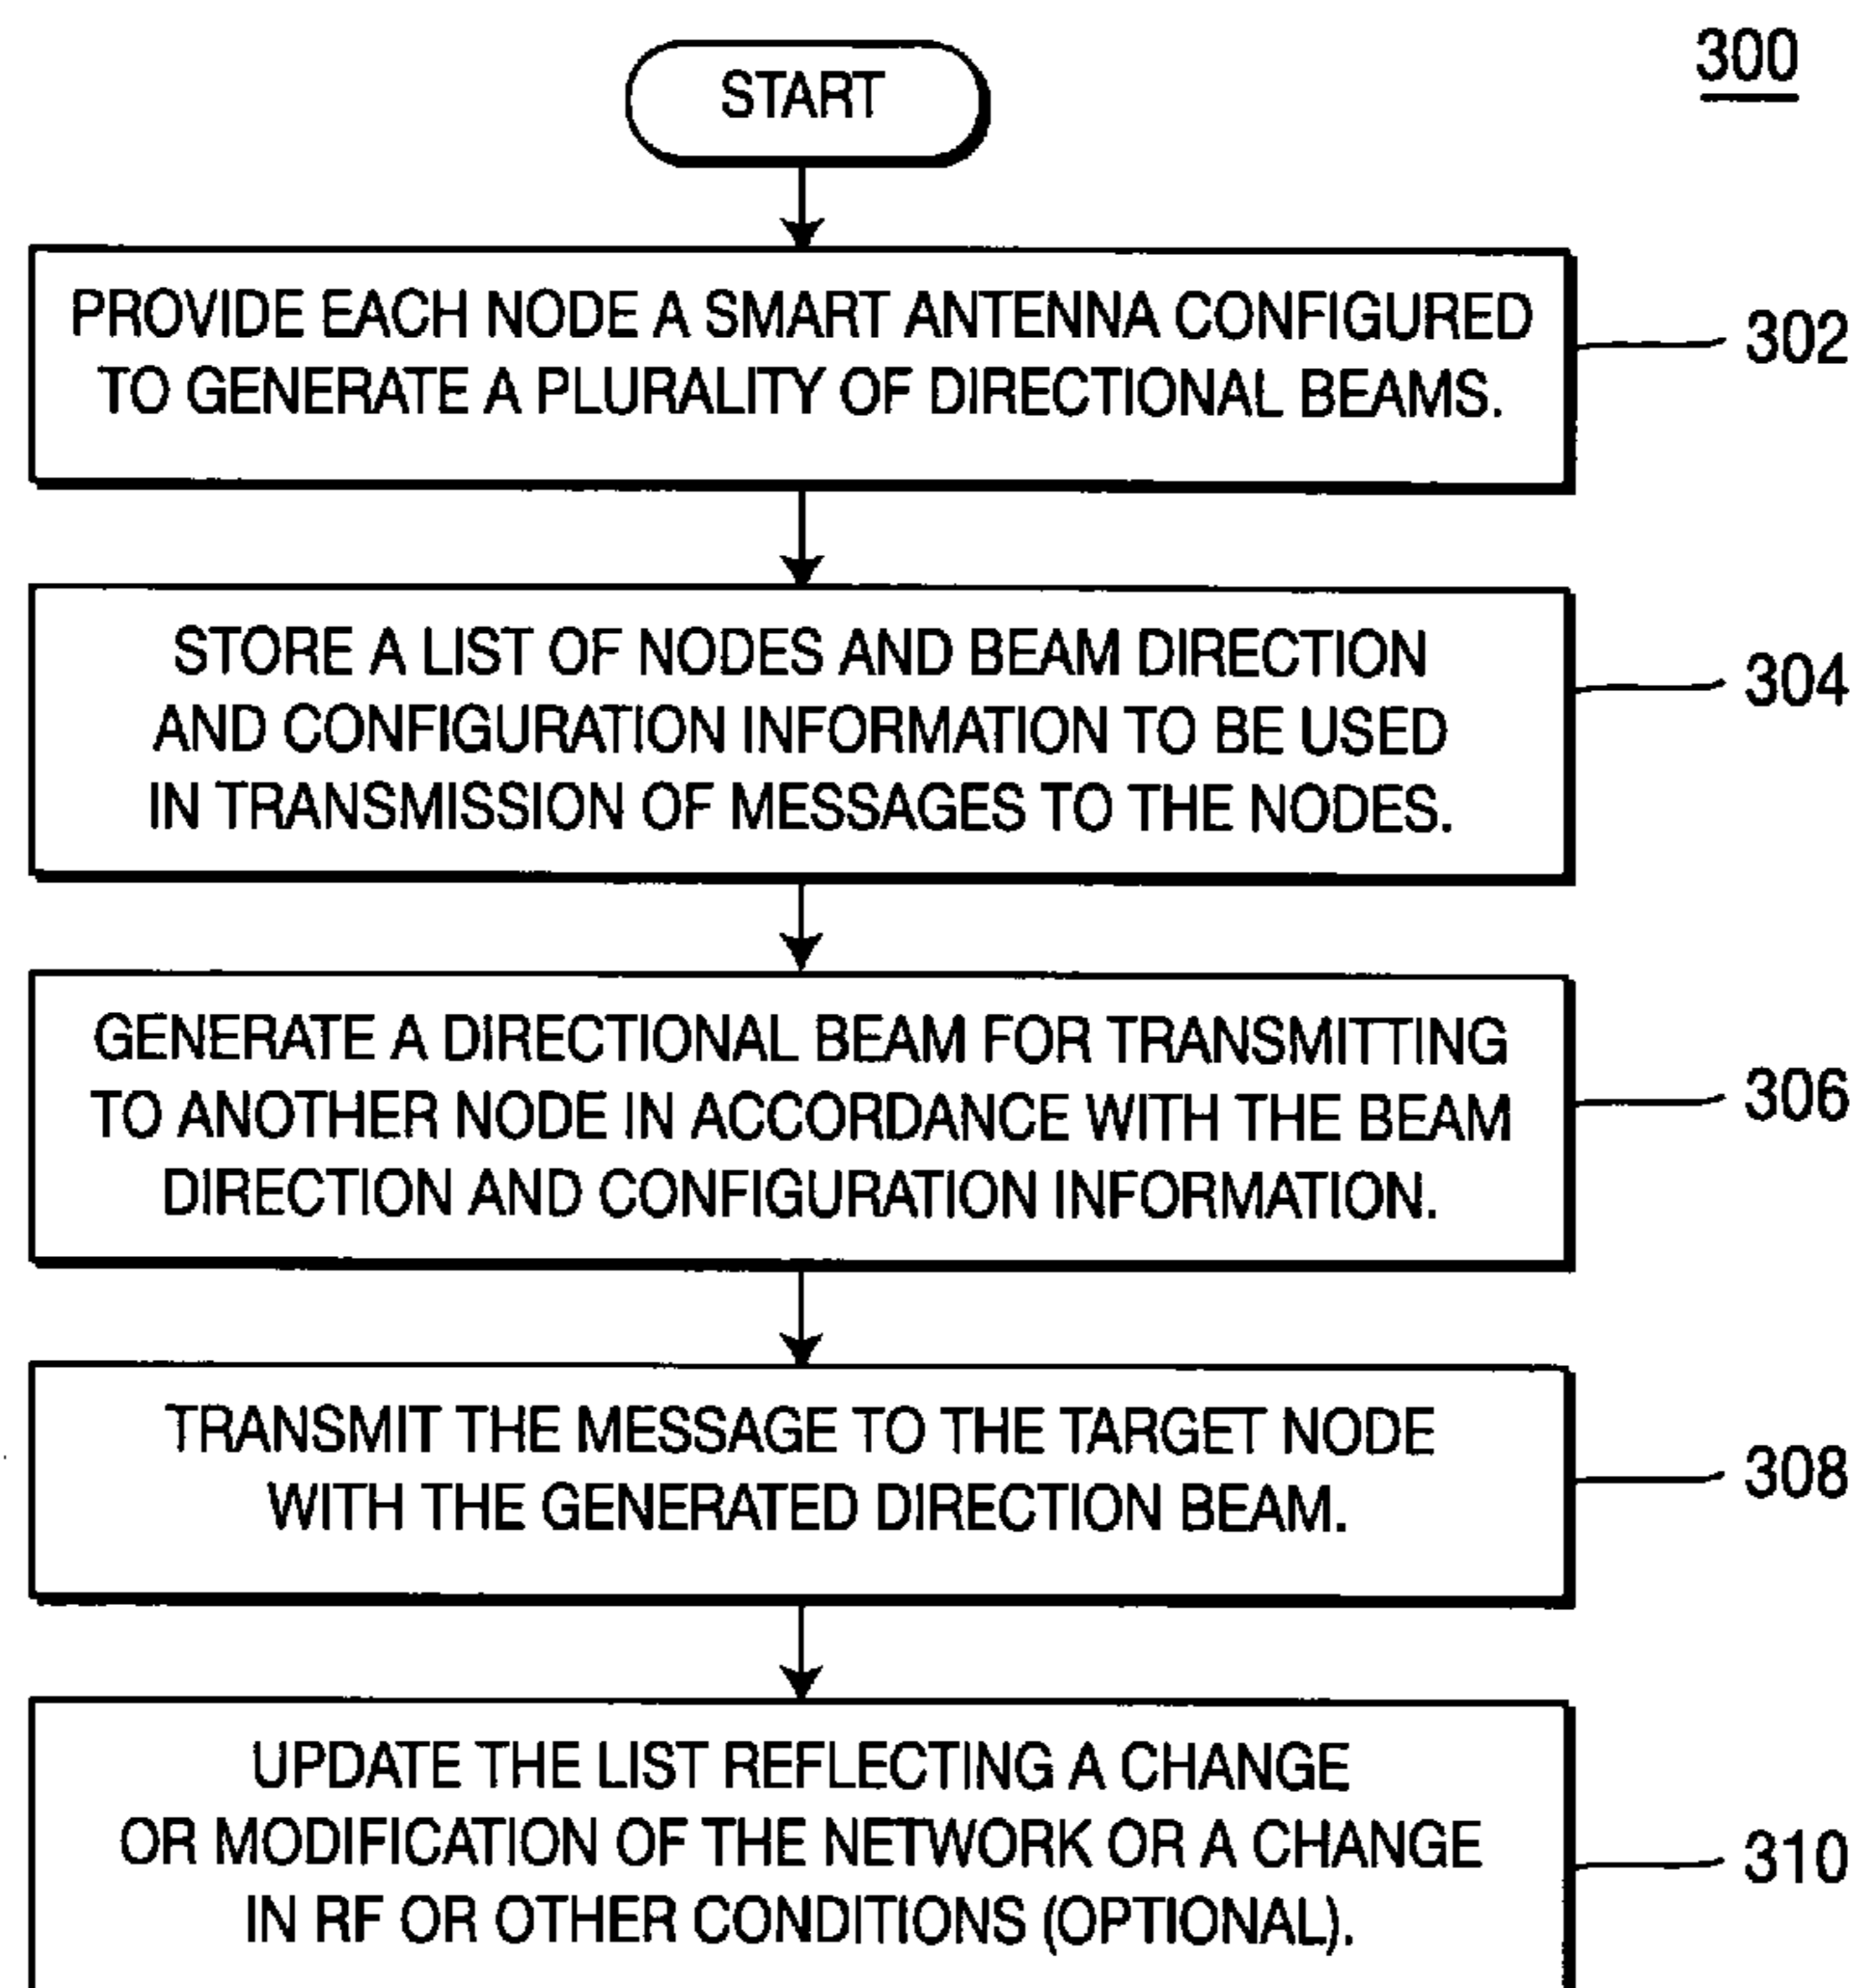 300
START
PROVIDE EACH NODE A SMART ANTENNA CONFIGURED
TO GENERATE A PLURALITY OF DIRECTIONAL BEAMS.
302
STORE A LIST OF NODES AND BEAM DIRECTION
AND CONFIGURATION INFORMATION TO BE USED
IN TRANSMISSION OF MESSAGES TO THE NODES.
304
GENERATE A DIRECTIONAL BEAM FOR TRANSMITTING
TO ANOTHER NODE IN ACCORDANCE WITH THE BEAM
DIRECTION AND CONFIGURATION INFORMATION.
306
TRANSMIT THE MESSAGE TO THE TARGET NODE
WITH THE GENERATED DIRECTION BEAM.
308
UPDATE THE LIST REFLECTING A CHANGE
OR MODIFICATION OF THE NETWORK OR A CHANGE
IN RF OR OTHER CONDITIONS (OPTIONAL).
310